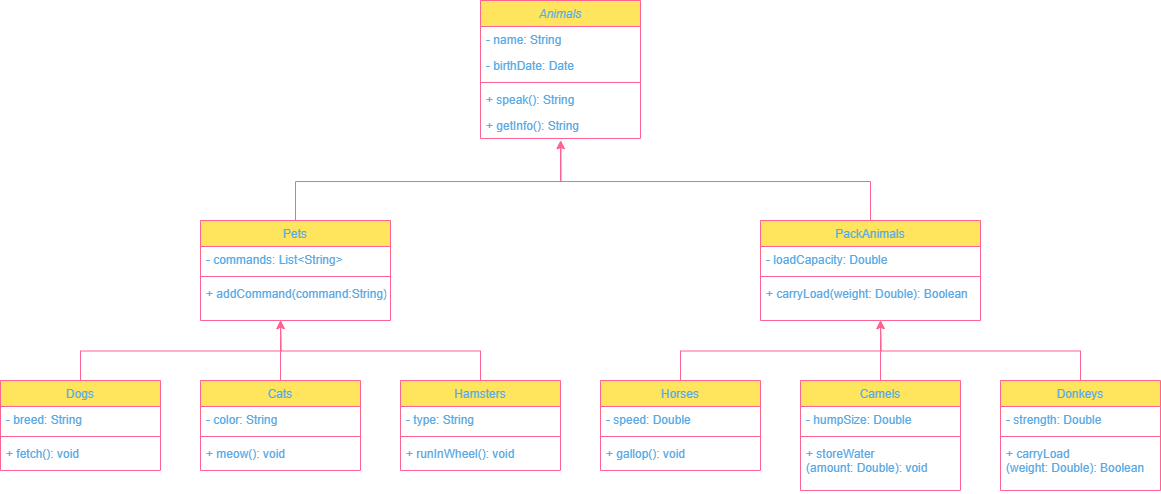 Animals
- name: String
- birthDate: Date
+ speak(): String
+ getInfo(): String
Pets
- commands: List<String>
+ addCommand(command:String)
PackAnimals
- loadCapacity: Double
+ carryLoad(weight: Double): Boolean
Dogs
- breed: String
+ fetch(): void
Cats
- color: String
+ meow(): void
Hamsters
- type: String
+ runInWheel(): void
Horses
- speed: Double
+ gallop(): void
Camels
- humpSize: Double
+ storeWater
(amount: Double): void
Donkeys
- strength: Double
+ carryLoad
(weight: Double): Boolean